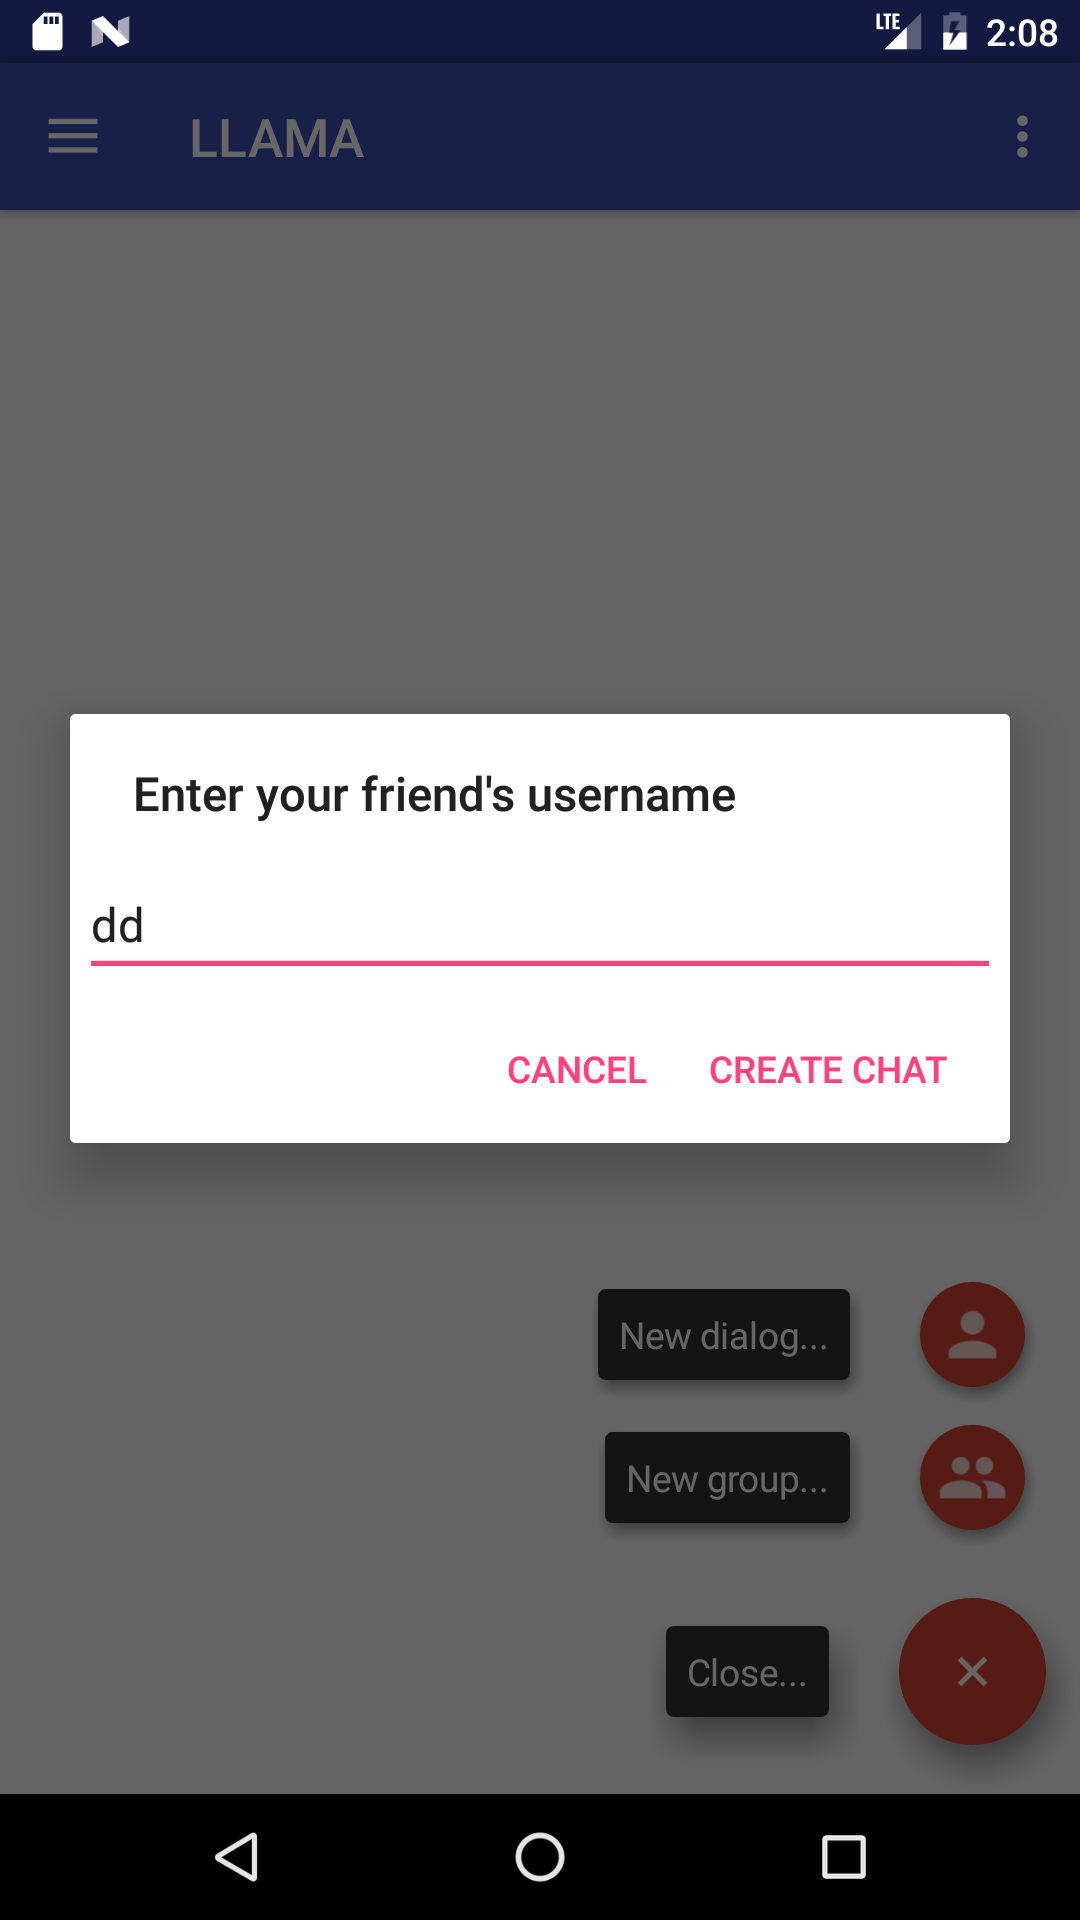 LTE 2:08
LLAMA
Enter your friend's username
dd
CANCEL CREATE CHAT
New dialog...
New group...
Close...